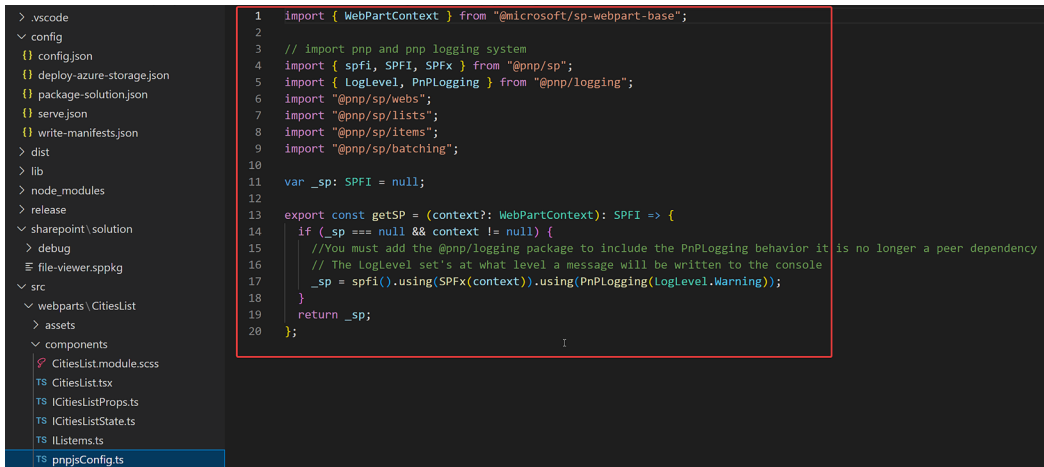 .vscode
config
{} config.json
{} deploy-azure-storage.json
{} package-solution.json
{} serve.json
{} write-manifests.json
dist
lib
node_modules
release
sharepoint\solution
debug
file-viewer.sppkg
src
webparts\CitiesList
assets
components
CitiesList.module.scss
TS CitiesList.tsx
TS ICitiesListProps.ts
TS ICitiesListState.ts
TS IListems.ts
TS pnpjsConfig.ts
1 import { WebPartContext } from "@microsoft/sp-webpart-base";
2
3 // import pnp and pnp logging system
4 import { spfi, SPFI, SPFx } from "@pnp/sp";
5 import { LogLevel, PnPLogging } from "@pnp/logging";
6 import "@pnp/sp/webs";
7 import "@pnp/sp/lists";
8 import "@pnp/sp/items";
9 import "@pnp/sp/batching";
10
11 var _sp: SPFI = null;
12
13 export const getSP = (context?: WebPartContext): SPFI => {
14 if (_sp === null && context != null) {
15 //You must add the @pnp/logging package to include the PnPLogging behavior it is no longer a peer dependency
16 // The LogLevel set's at what level a message will be written to the console
17 _sp = spfi().using(SPFx(context)).using(PnPLogging(LogLevel.Warning));
18 }
19 return _sp;
20 };